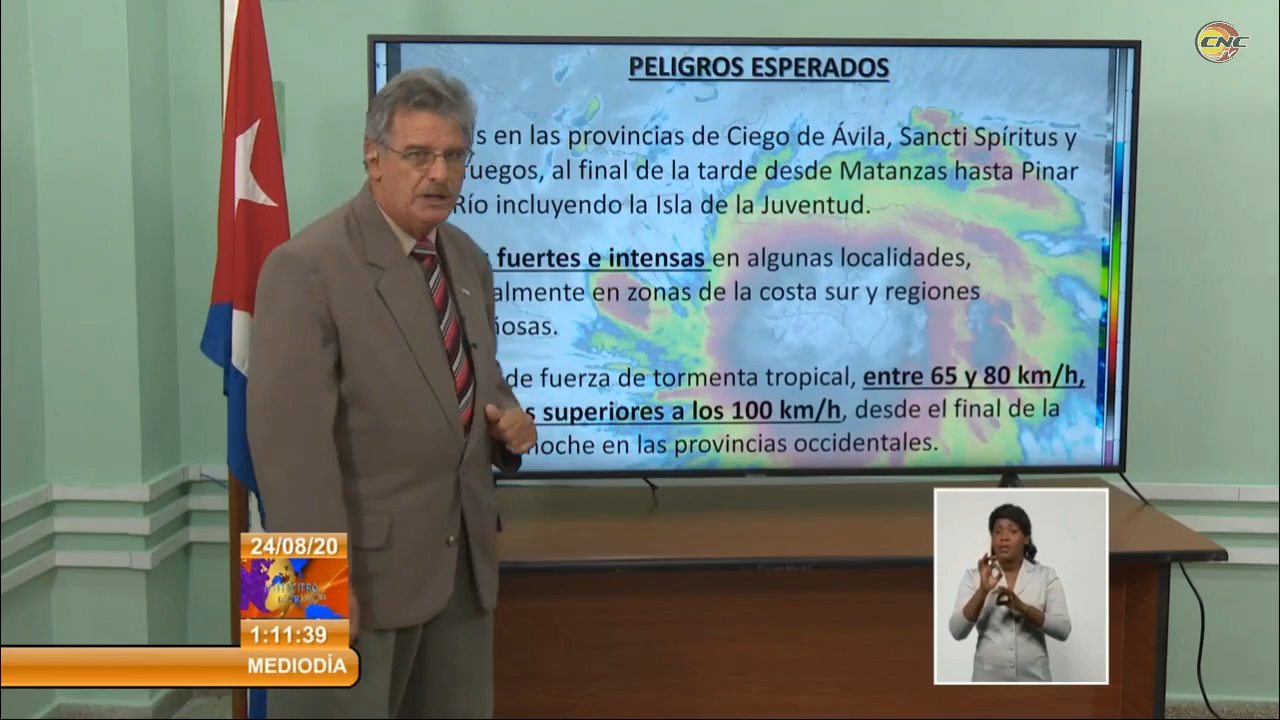 CNC
TV
PELIGROS ESPERADOS
s en las provincias de Ciego de Ávila, Sancti Spíritus y
fuegos, al final de la tarde desde Matanzas hasta Pinar
Río incluyendo la Isla de la Juventud.
fuertes e intensas en algunas localidades,
almente en zonas de la costa sur y regiones
ñosas.
de fuerza de tormenta tropical, entre 65 y 80 km/h,
s superiores a los 100 km/h, desde el final de la
noche en las provincias occidentales.
24/08/20
1:11:39
MEDIODÍA